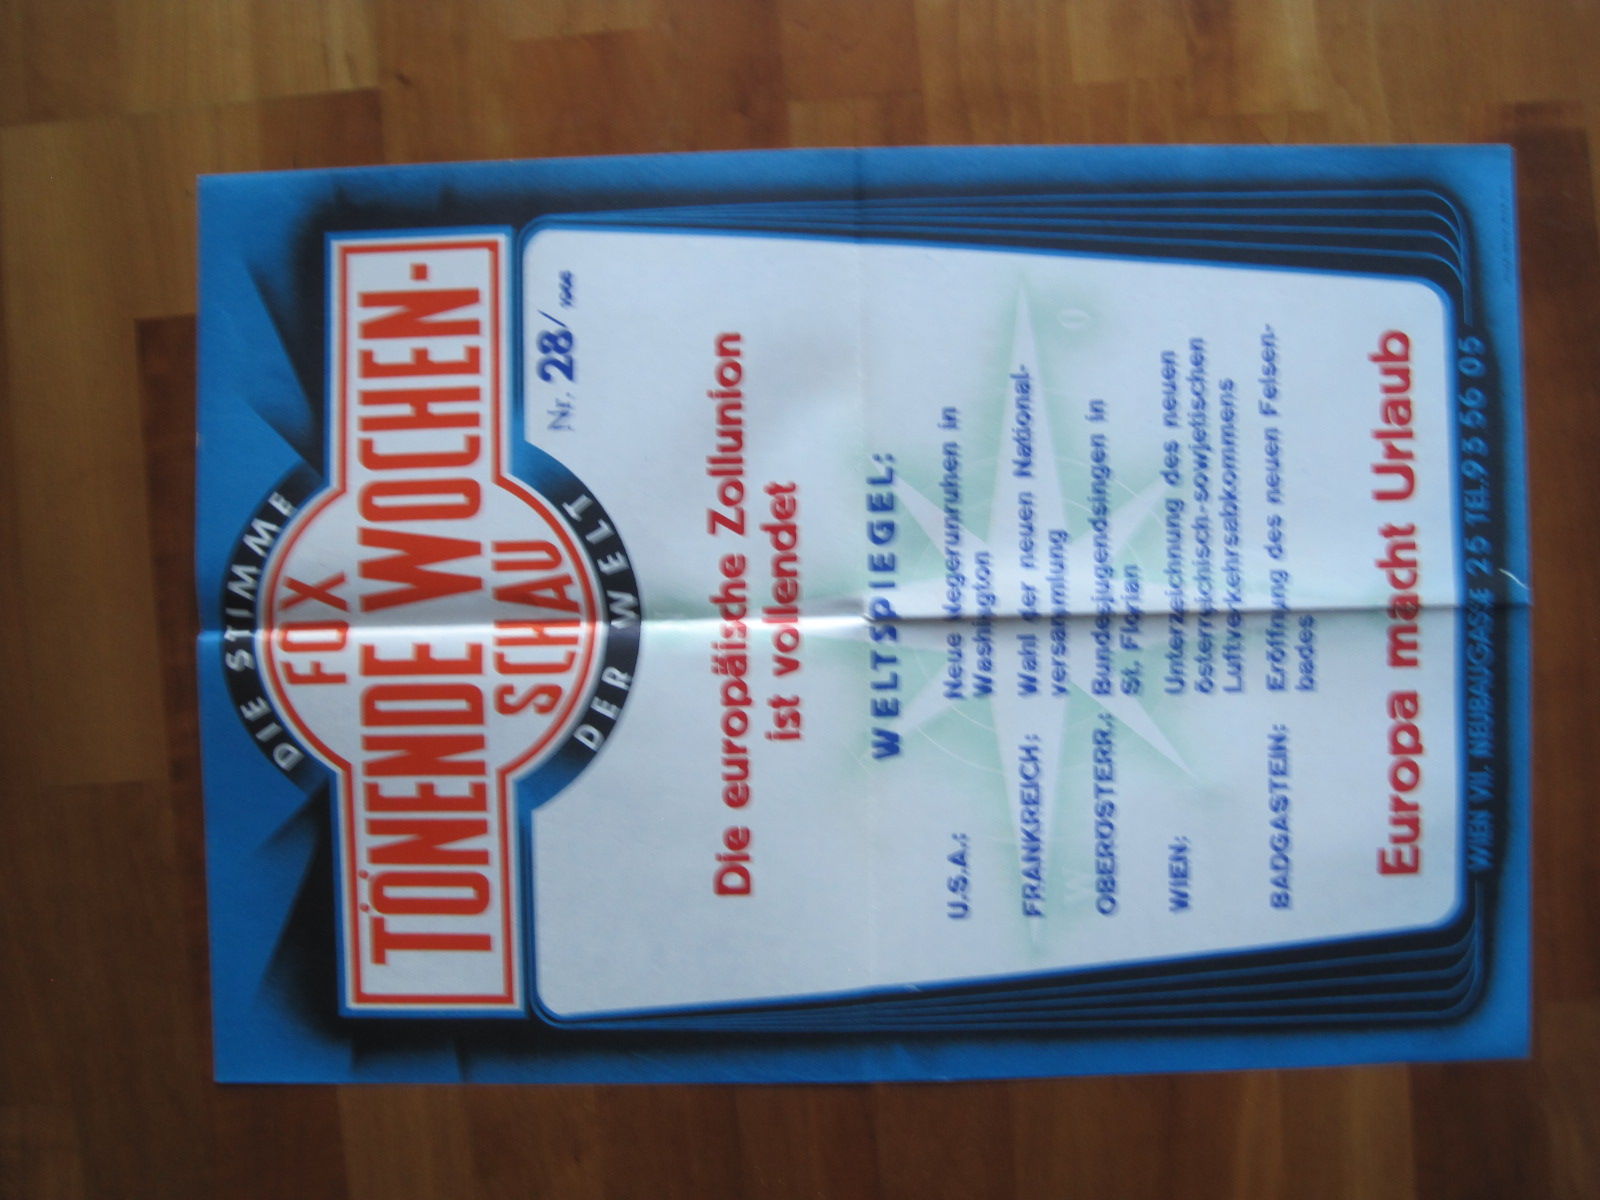 DIE STIMME
FOX
TÖNENDE WOCHEN-
SCHAU
DER WELT
Nr. 28/1968
Die europäische Zollunion
ist vollendet
WELTSPIEGEL:
U.S.A.: Neue Negerunruhen in
Washington
FRANKREICH: Wahl der neuen National-
versammlung
OBERÖSTERR.: Bundesjugendsingen in
St. Florian
WIEN: Unterzeichnung des neuen
österreichisch-sowjetischen
Luftverkehrsabkommens
BADGASTEIN: Eröffnung des neuen Felsen-
bades
Europa macht Urlaub
WIEN VII. NEUBAUGASSE 25 TEL. 93 56 05